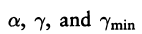 α, γ, and γmin